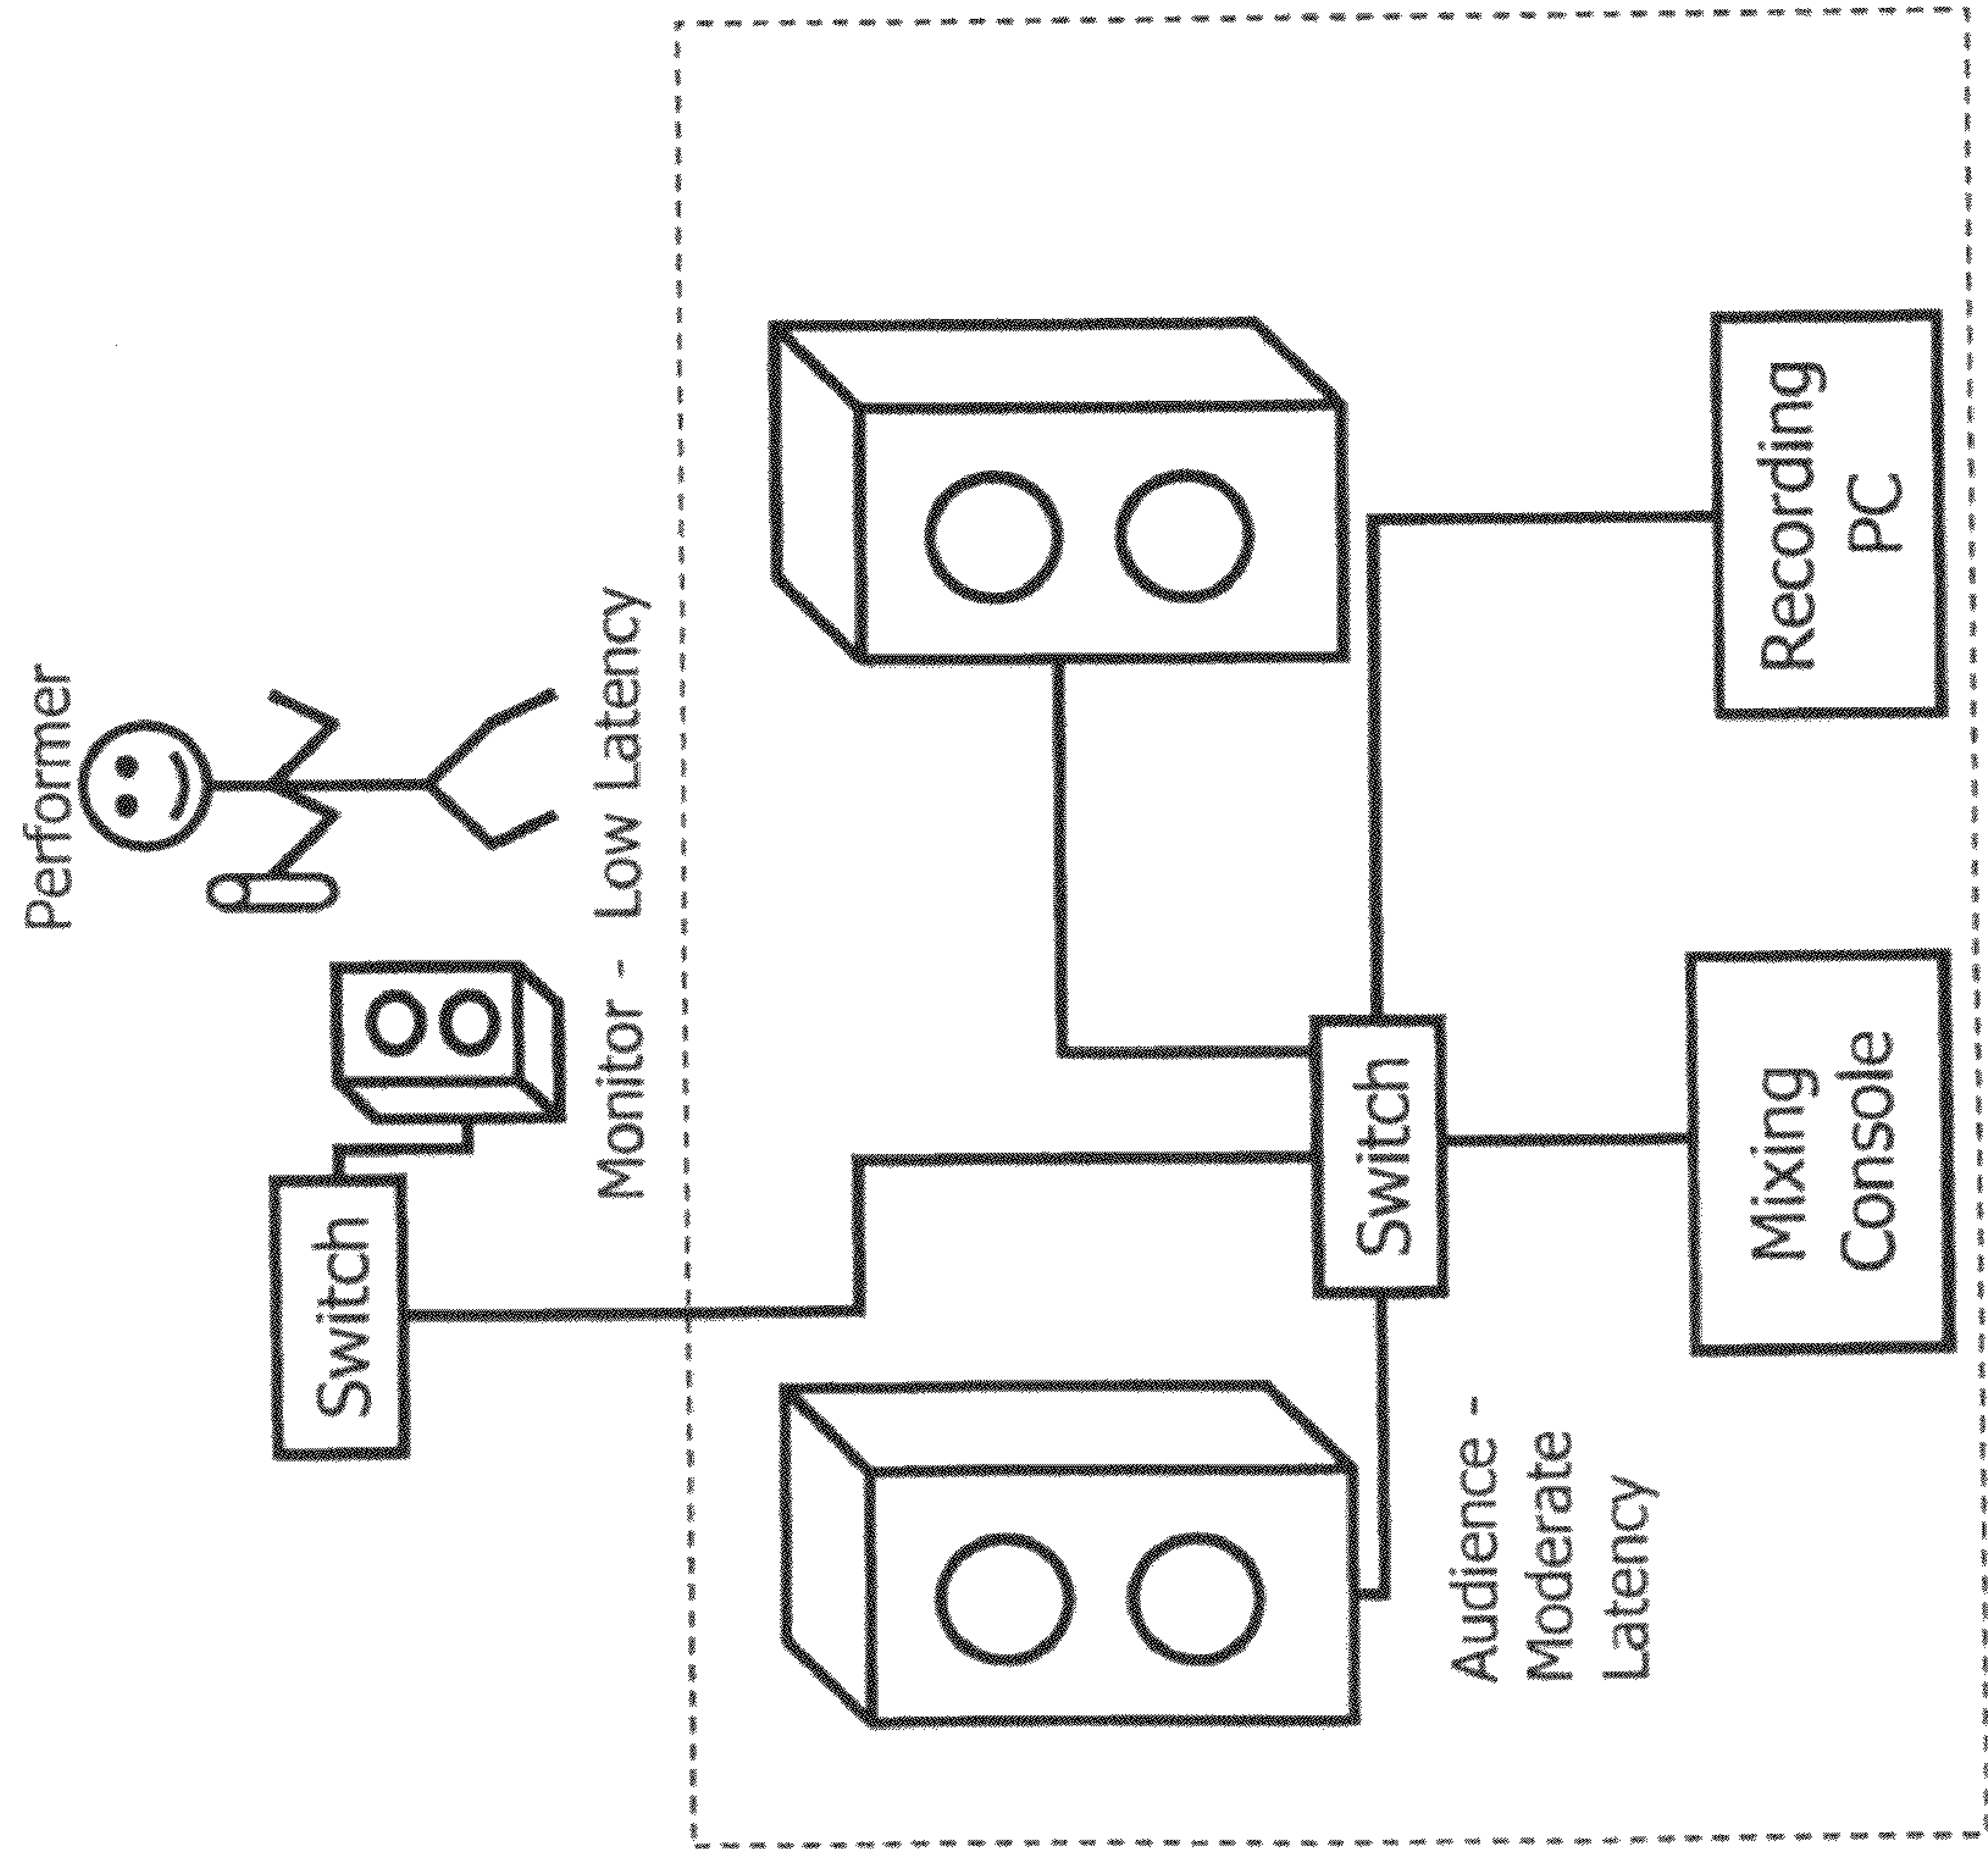 Performer
Switch
Monitor - Low Latency
Switch
Audience -
Moderate
Latency
Mixing
Console
Recording
PC